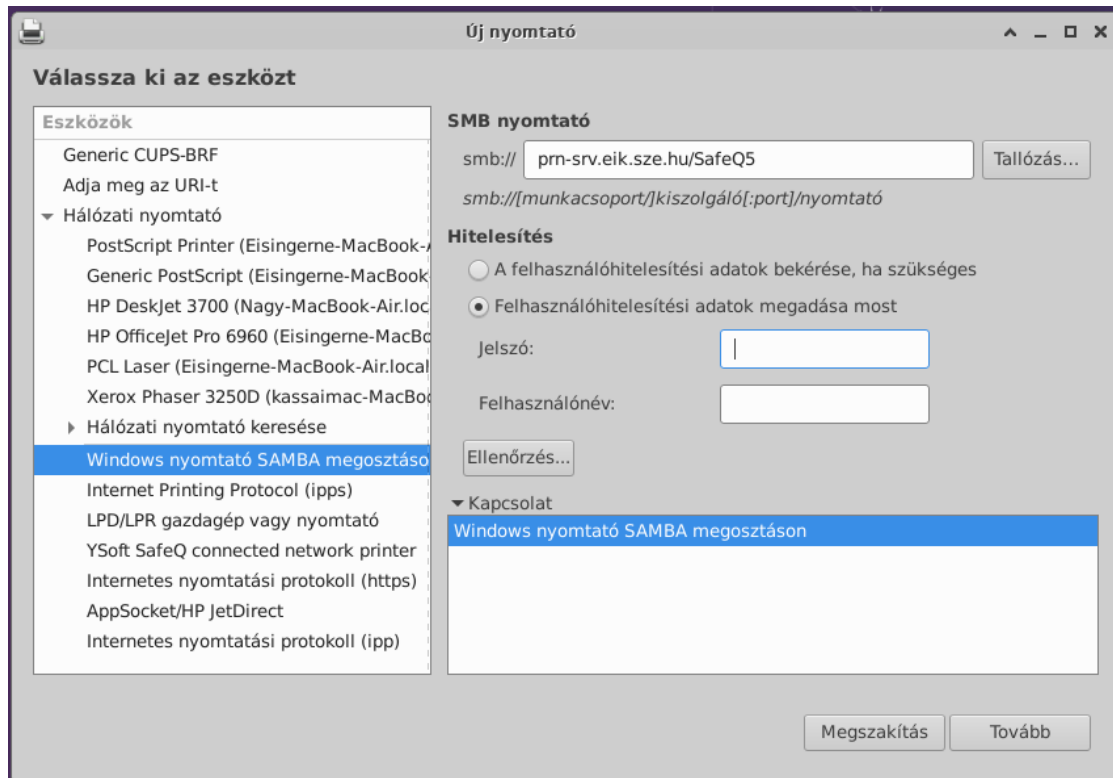 Új nyomtató
Válassza ki az eszközt
Eszközök
Generic CUPS-BRF
Adja meg az URI-t
Hálózati nyomtató
PostScript Printer (Eisingerne-MacBook-
Generic PostScript (Eisingerne-MacBook
HP DeskJet 3700 (Nagy-MacBook-Air.loc
HP OfficeJet Pro 6960 (Eisingerne-MacBo
PCL Laser (Eisingerne-MacBook-Air.local
Xerox Phaser 3250D (kassaimac-MacBoo
Hálózati nyomtató keresése
Windows nyomtató SAMBA megosztáso
Internet Printing Protocol (ipps)
LPD/LPR gazdagép vagy nyomtató
YSoft SafeQ connected network printer
Internetes nyomtatási protokoll (https)
AppSocket/HP JetDirect
Internetes nyomtatási protokoll (ipp)
SMB nyomtató
smb:// prn-srv.eik.sze.hu/SafeQ5 Tallózás...
smb://[munkacsoport/]kiszolgáló[:port]/nyomtató
Hitelesítés
A felhasználóhitelesítési adatok bekérése, ha szükséges
Felhasználóhitelesítési adatok megadása most
Jelszó:
Felhasználónév:
Ellenőrzés...
Kapcsolat
Windows nyomtató SAMBA megosztáson
Megszakítás Tovább